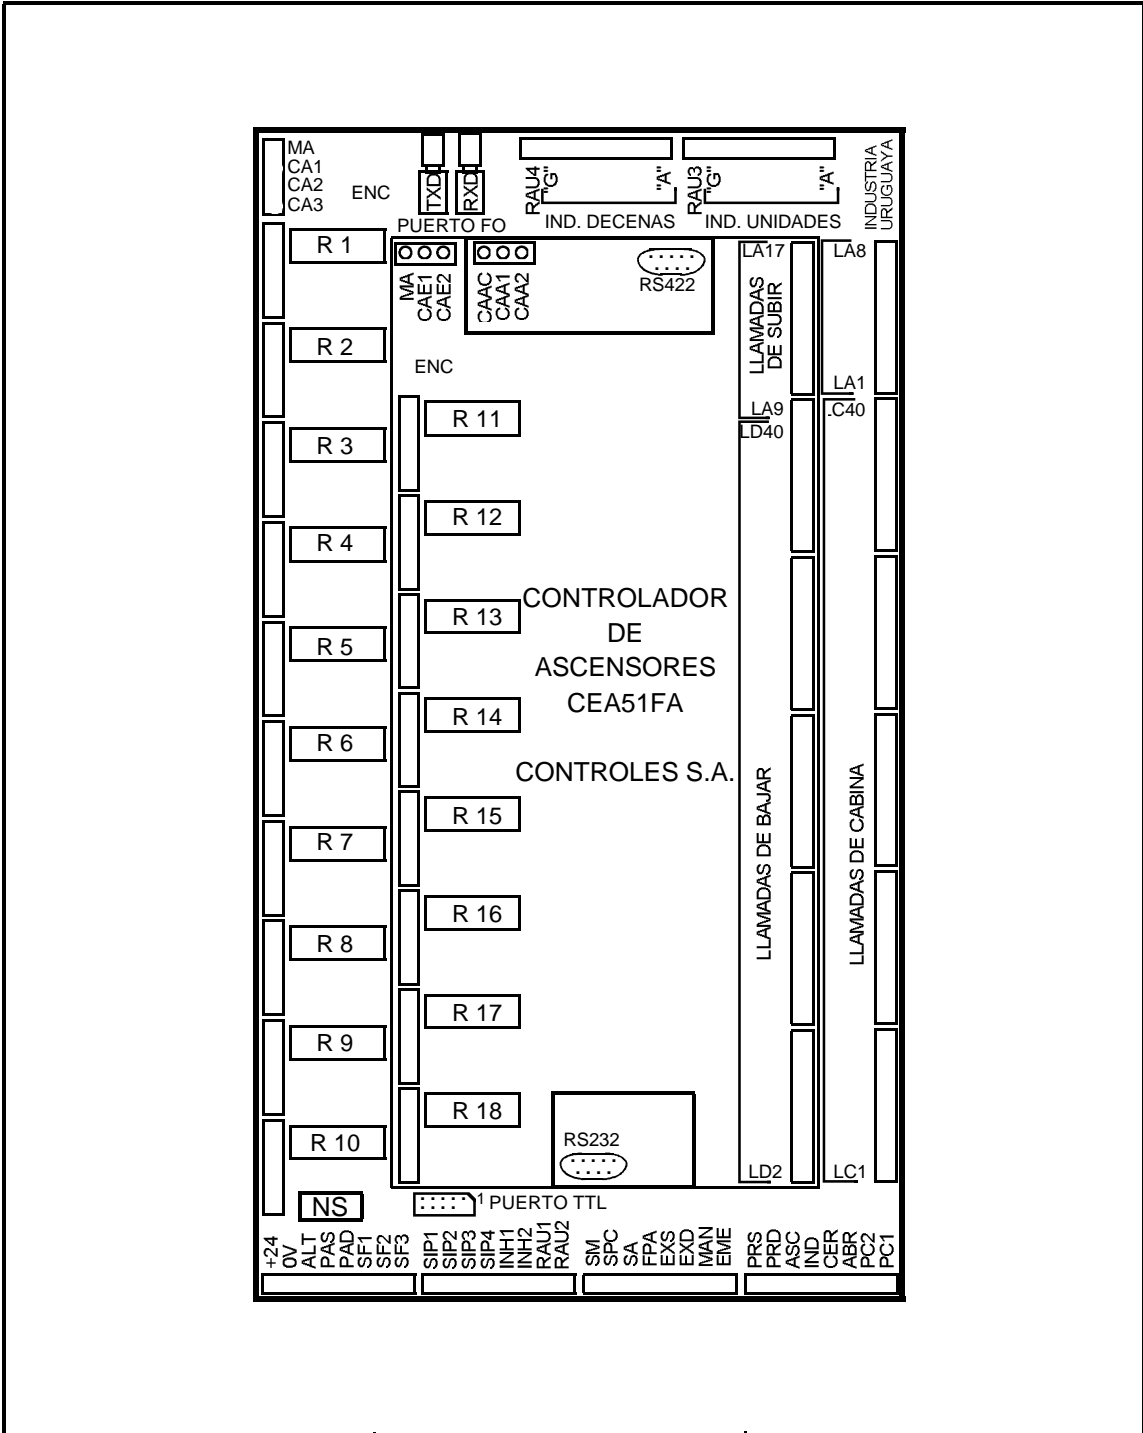 MA
CA1
CA2
CA3
ENC
TXD
RXD
PUERTO FO
RAU4
"G"
"A"
IND. DECENAS
RAU3
"G"
"A"
IND. UNIDADES
INDUSTRIA
URUGUAYA
R 1
R 2
R 3
R 4
R 5
R 6
R 7
R 8
R 9
R 10
NS
MA
CAE1
CAE2
CAAC
CAA1
CAA2
RS422
ENC
R 11
R 12
R 13
R 14
R 15
R 16
R 17
R 18
CONTROLADOR
DE
ASCENSORES
CEA51FA
CONTROLES S.A.
RS232
1 PUERTO TTL
LA17
LLAMADAS
DE SUBIR
LA9
LD40
LLAMADAS DE BAJAR
LD2
LA8
LA1
.C40
LLAMADAS DE CABINA
LC1
+24
0V
ALT
PAS
PAD
SF1
SF2
SF3
SIP1
SIP2
SIP3
SIP4
INH1
INH2
RAU1
RAU2
SM
SPC
SA
FPA
EXS
EXD
MAN
EME
PRS
PRD
ASC
IND
CER
ABR
PC2
PC1